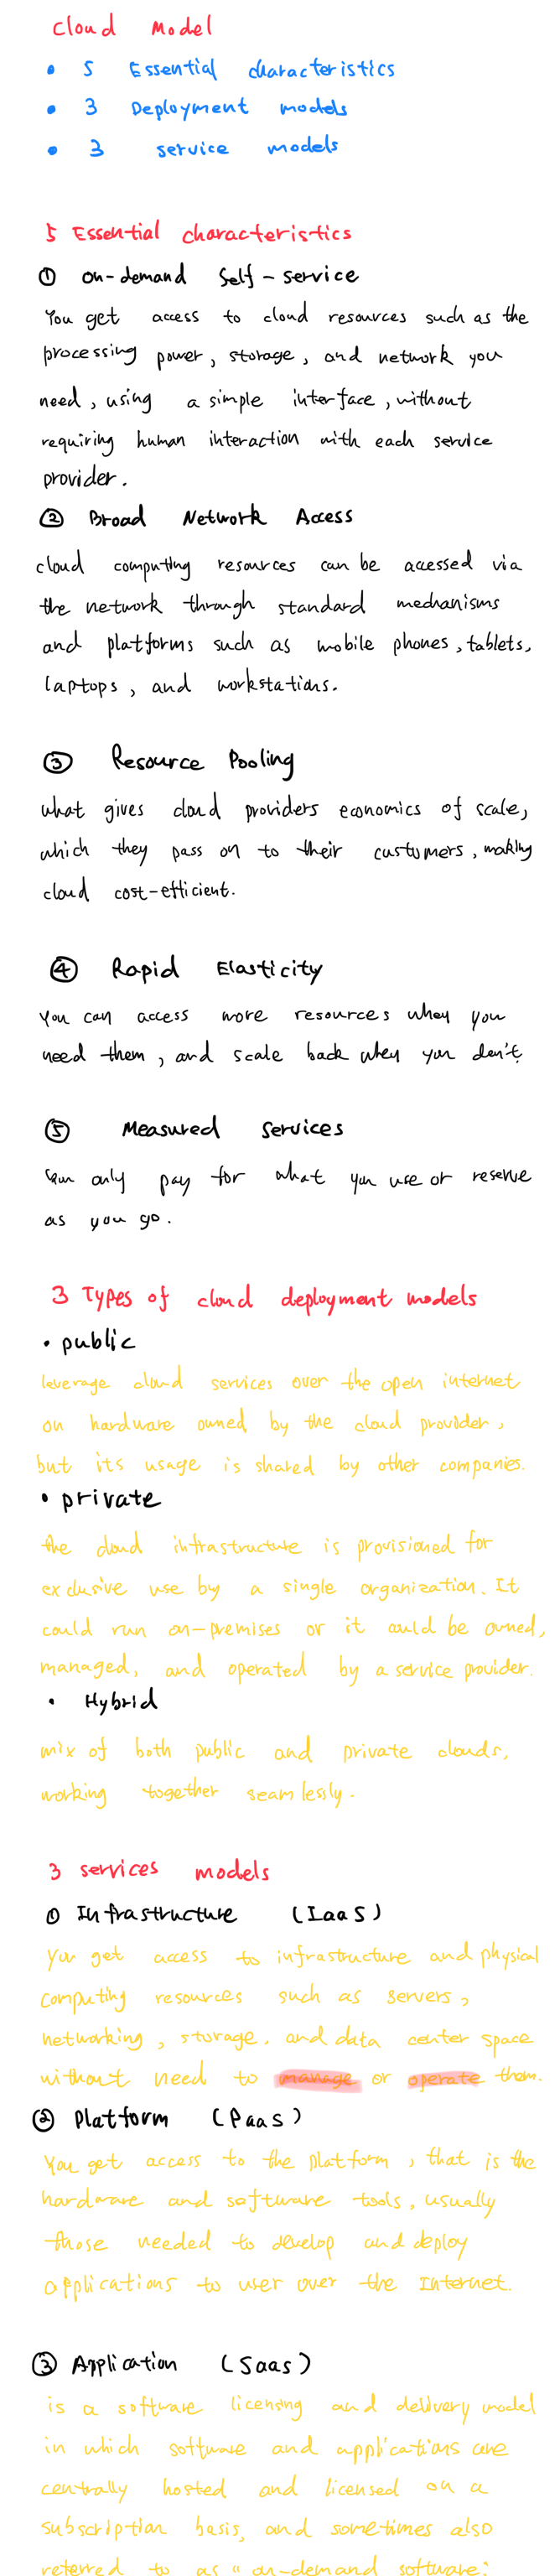 Cloud Model
• 5 Essential characteristics
• 3 Deployment models
• 3 service models
5 Essential characteristics
① on-demand Self-service
You get access to cloud resources such as the
processing power, storage, and network you
need, using a simple interface, without
requiring human interaction with each service
provider.
② Broad Network Access
cloud computing resources can be accessed via
the network through standard mechanisms
and platforms such as mobile phones, tablets,
laptops, and workstations.
③ Resource Pooling
what gives cloud providers economics of scale,
which they pass on to their customers, making
cloud cost-efficient.
④ Rapid Elasticity
You can access more resources when you
need them, and scale back when you don't.
⑤ Measured Services
You only pay for what you use or reserve
as you go.
3 Types of cloud deployment models
• public
leverage cloud services over the open internet
on hardware owned by the cloud provider,
but its usage is shared by other companies.
• private
the cloud infrastructure is provisioned for
exclusive use by a single organization. It
could run on-premises or it could be owned,
managed, and operated by a service provider.
• Hybrid
mix of both public and private clouds,
working together seamlessly.
3 services models
① Infrastructure (IaaS)
You get access to infrastructure and physical
computing resources such as servers,
networking, storage, and data center space
without need to manage or operate them.
② Platform (PaaS)
You get access to the platform, that is the
hardware and software tools, usually
those needed to develop and deploy
applications to user over the Internet.
③ Application (Saas)
is a software licensing and delivery model
in which software and applications are
centrally hosted and licensed on a
subscription basis, and sometimes also
referred to as "on-demand software."